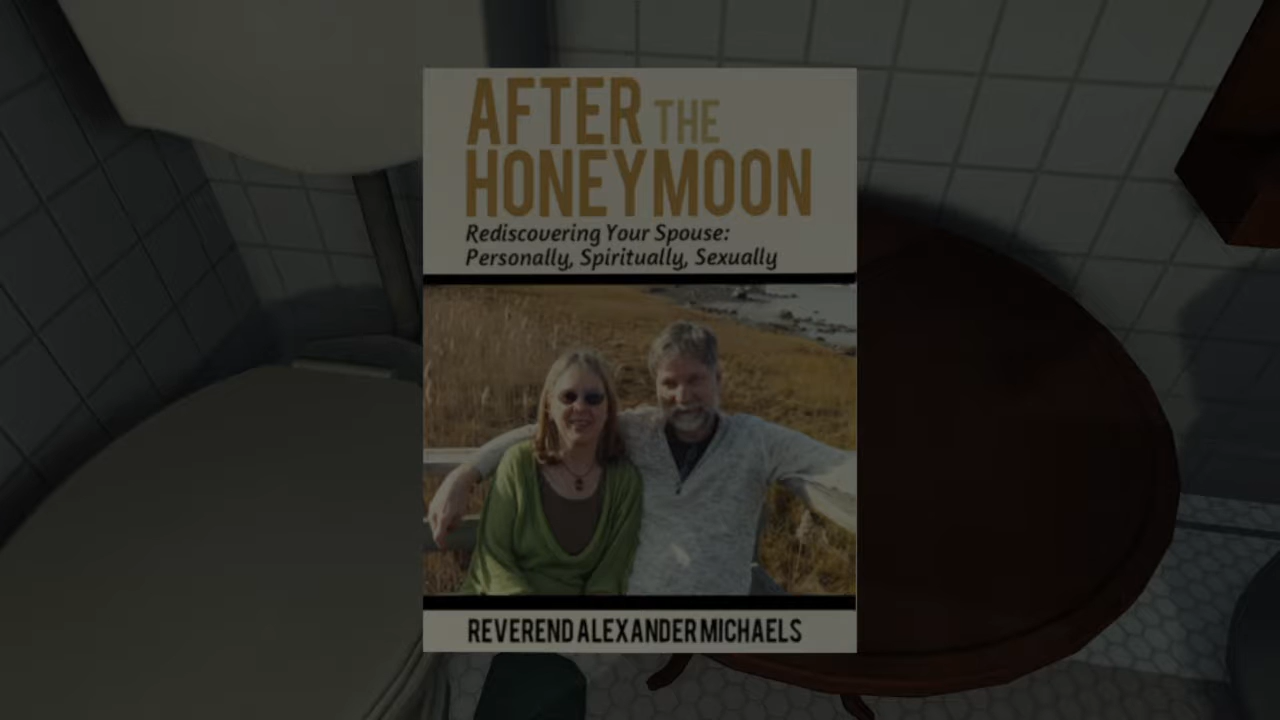 AFTER THE
HONEYMOON
Rediscovering Your Spouse:
Personally, Spiritually, Sexually
REVEREND ALEXANDER MICHAELS